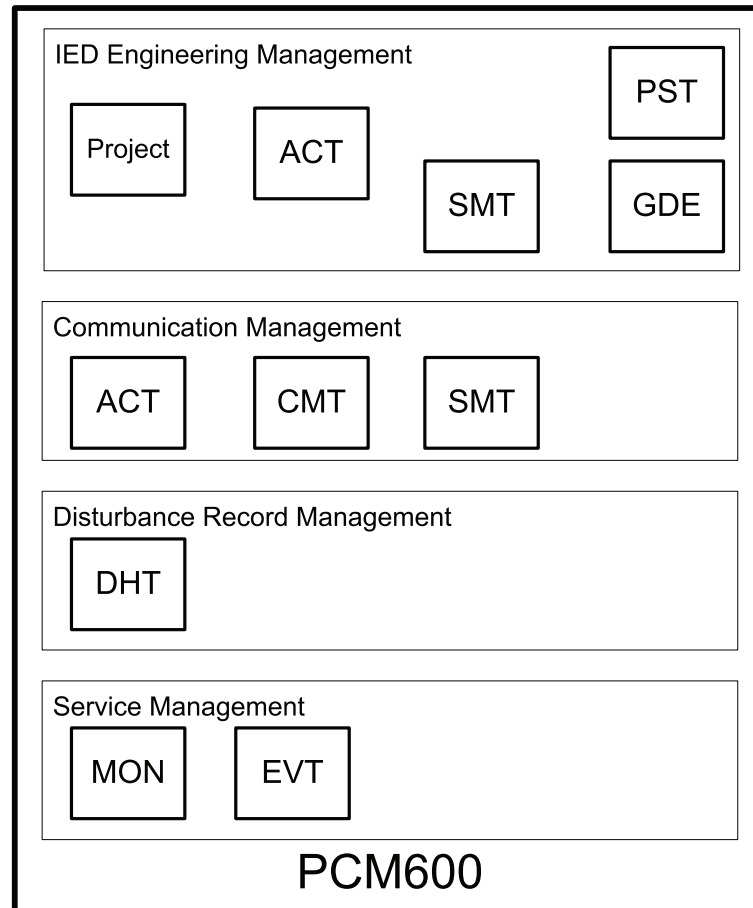 IED Engineering Management
PST
Project
ACT
SMT
GDE
Communication Management
ACT
CMT
SMT
Disturbance Record Management
DHT
Service Management
MON
EVT
PCM600